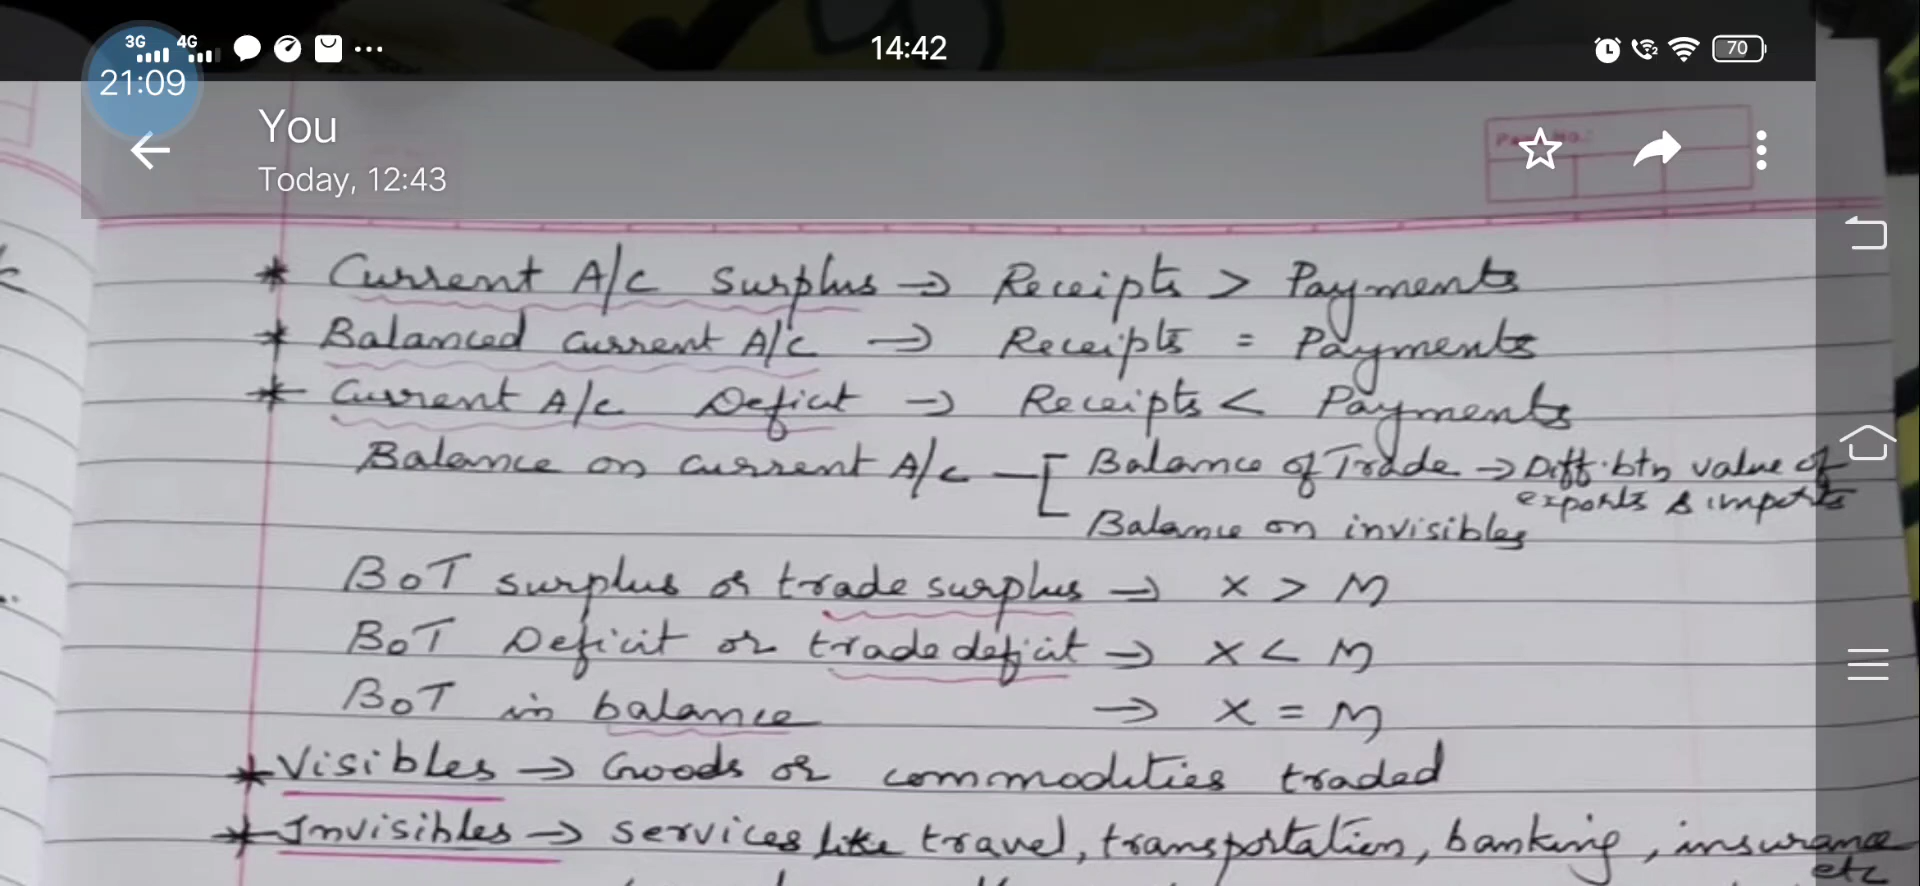 3G 4G 14:42 70
21:09
You
Today, 12:43
* Current A/c Surplus → Receipts > Payments
* Balanced current A/c → Receipts = Payments
* Current A/c Deficit → Receipts < Payments
Balance on current A/c — [ Balance of Trade → Diff. btn value of
exports & imports
Balance on invisibles
BoT surplus or trade surplus → X > M
BoT Deficit or trade deficit → X < M
BoT in balance → X = M
* Visibles → Goods or commodities traded
* Invisibles → services like travel, transportation, banking, insurance
etc